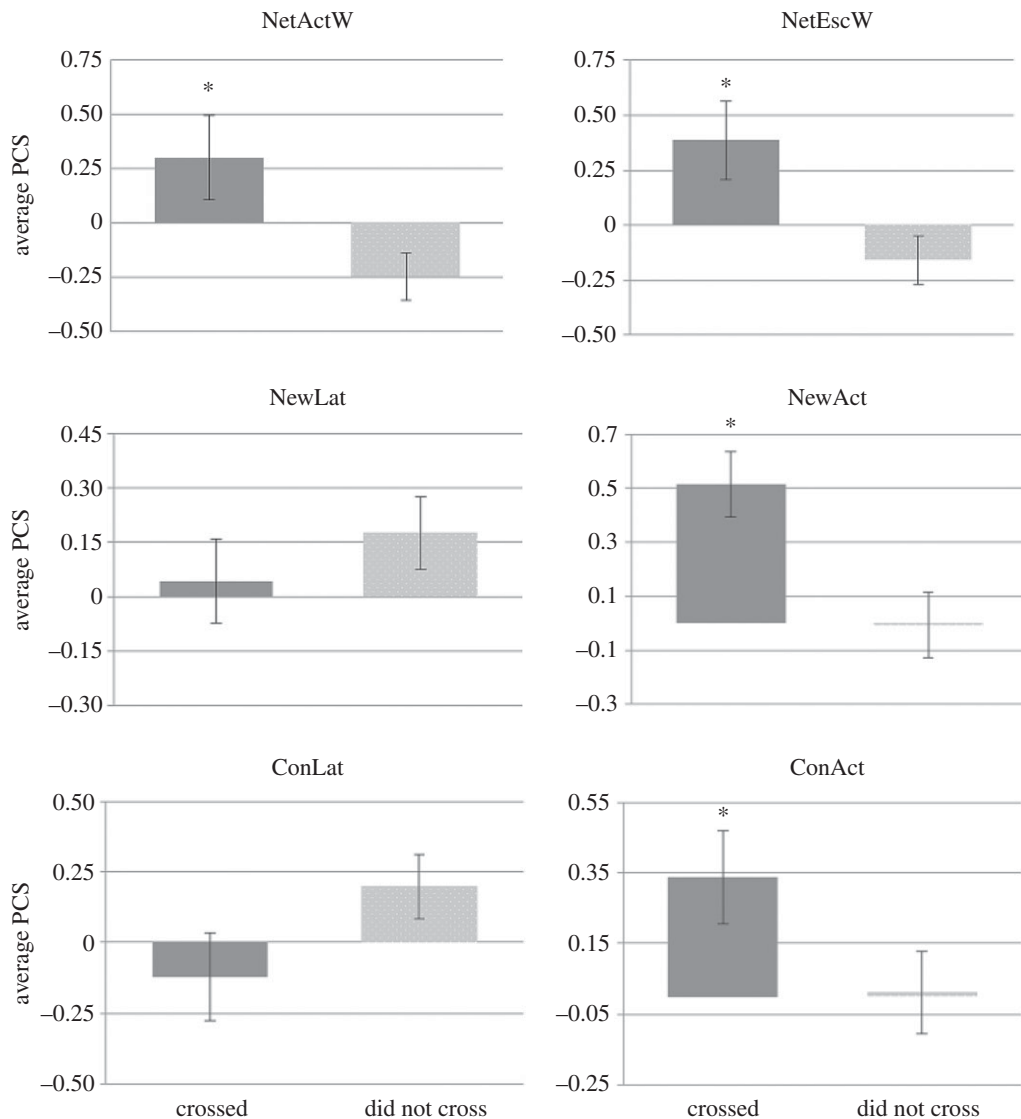 NetActW
NetEscW
0.75
0.50
0.25
0
–0.25
–0.50
average PCS
*
0.75
0.50
0.25
0
–0.25
–0.50
*
NewLat
NewAct
0.45
0.30
0.15
0
–0.15
–0.30
average PCS
0.7
0.5
0.3
0.1
–0.1
–0.3
*
ConLat
ConAct
0.50
0.25
0
–0.25
–0.50
average PCS
crossed
did not cross
0.55
0.35
0.15
–0.05
–0.25
*
crossed
did not cross